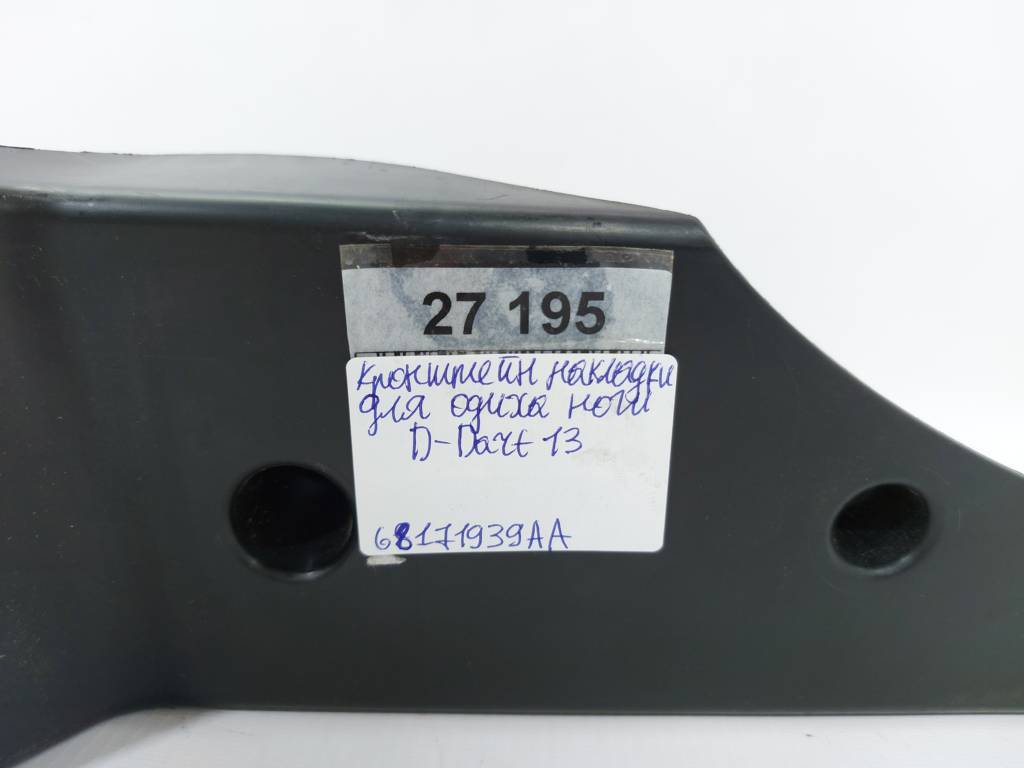 27 195
Кронштейн накладки
для одиха ноги
D-Dart 13
68171939AA